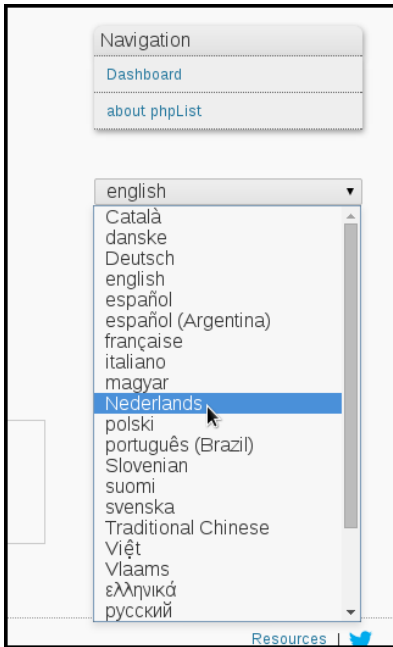 Navigation
Dashboard
about phpList
english
Català
danske
Deutsch
english
español
español (Argentina)
française
italiano
magyar
Nederlands
polski
português (Brazil)
Slovenian
suomi
svenska
Traditional Chinese
Việt
Vlaams
ελληνικά
русский
Resources |